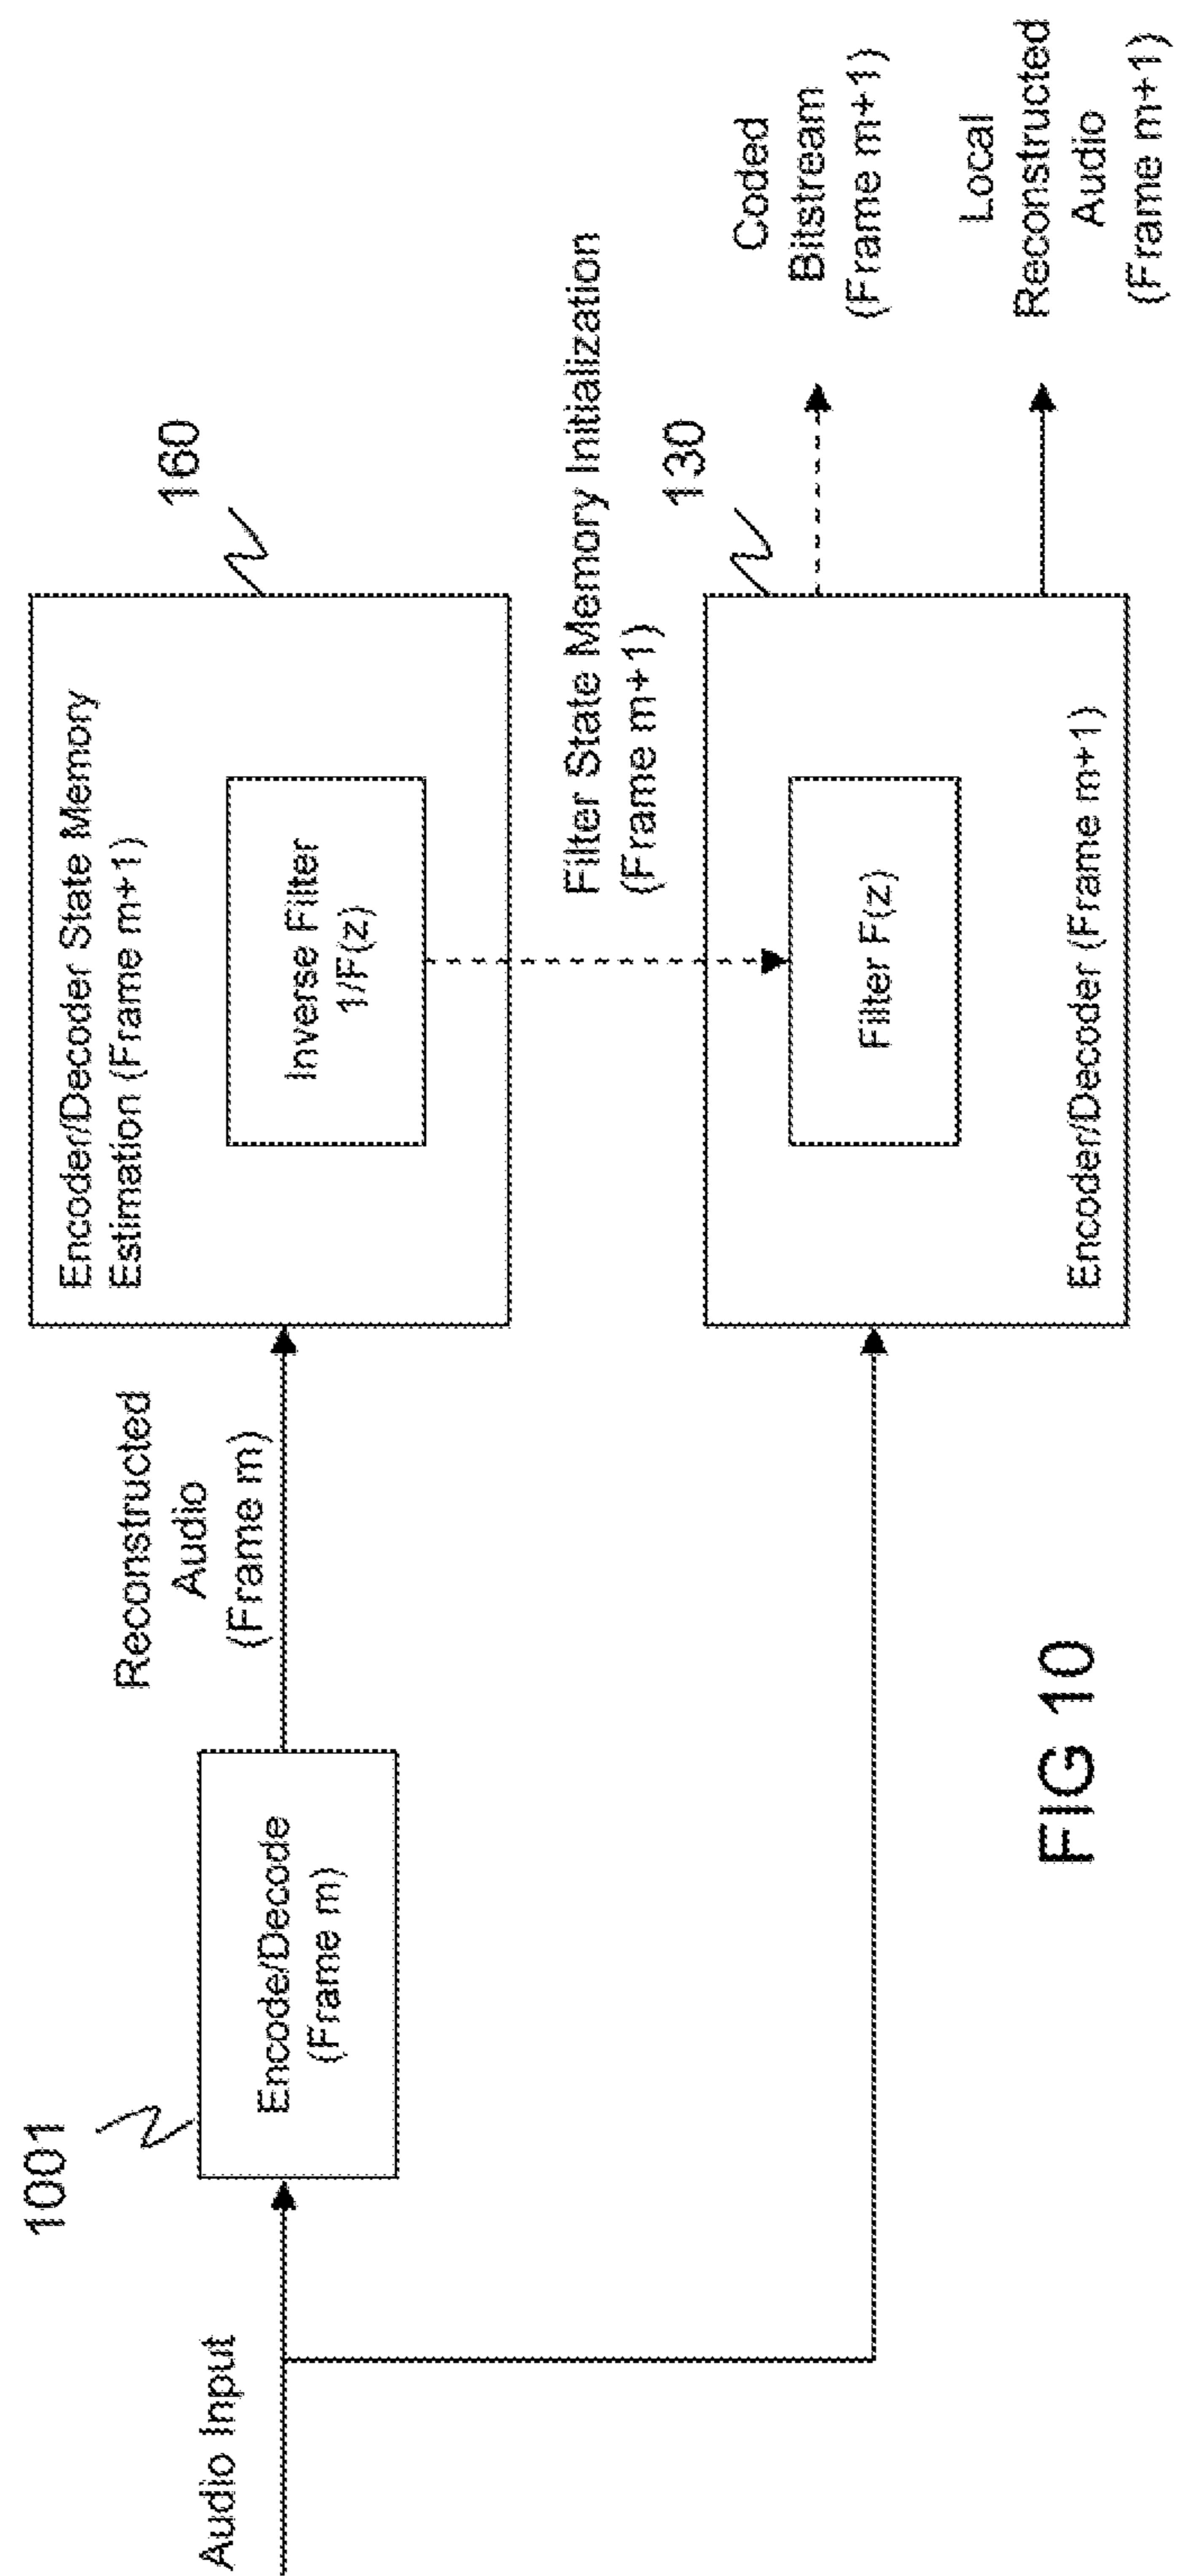 Audio Input
1001
Encode/Decode
(Frame m)
Reconstructed
Audio
(Frame m)
160
Encoder/Decoder State Memory
Estimation (Frame m+1)
Inverse Filter
1/F(z)
Filter State Memory Initialization
(Frame m+1)
130
Filter F(z)
Encoder/Decoder (Frame m+1)
Coded
Bitstream
(Frame m+1)
Local
Reconstructed
Audio
(Frame m+1)
FIG 10